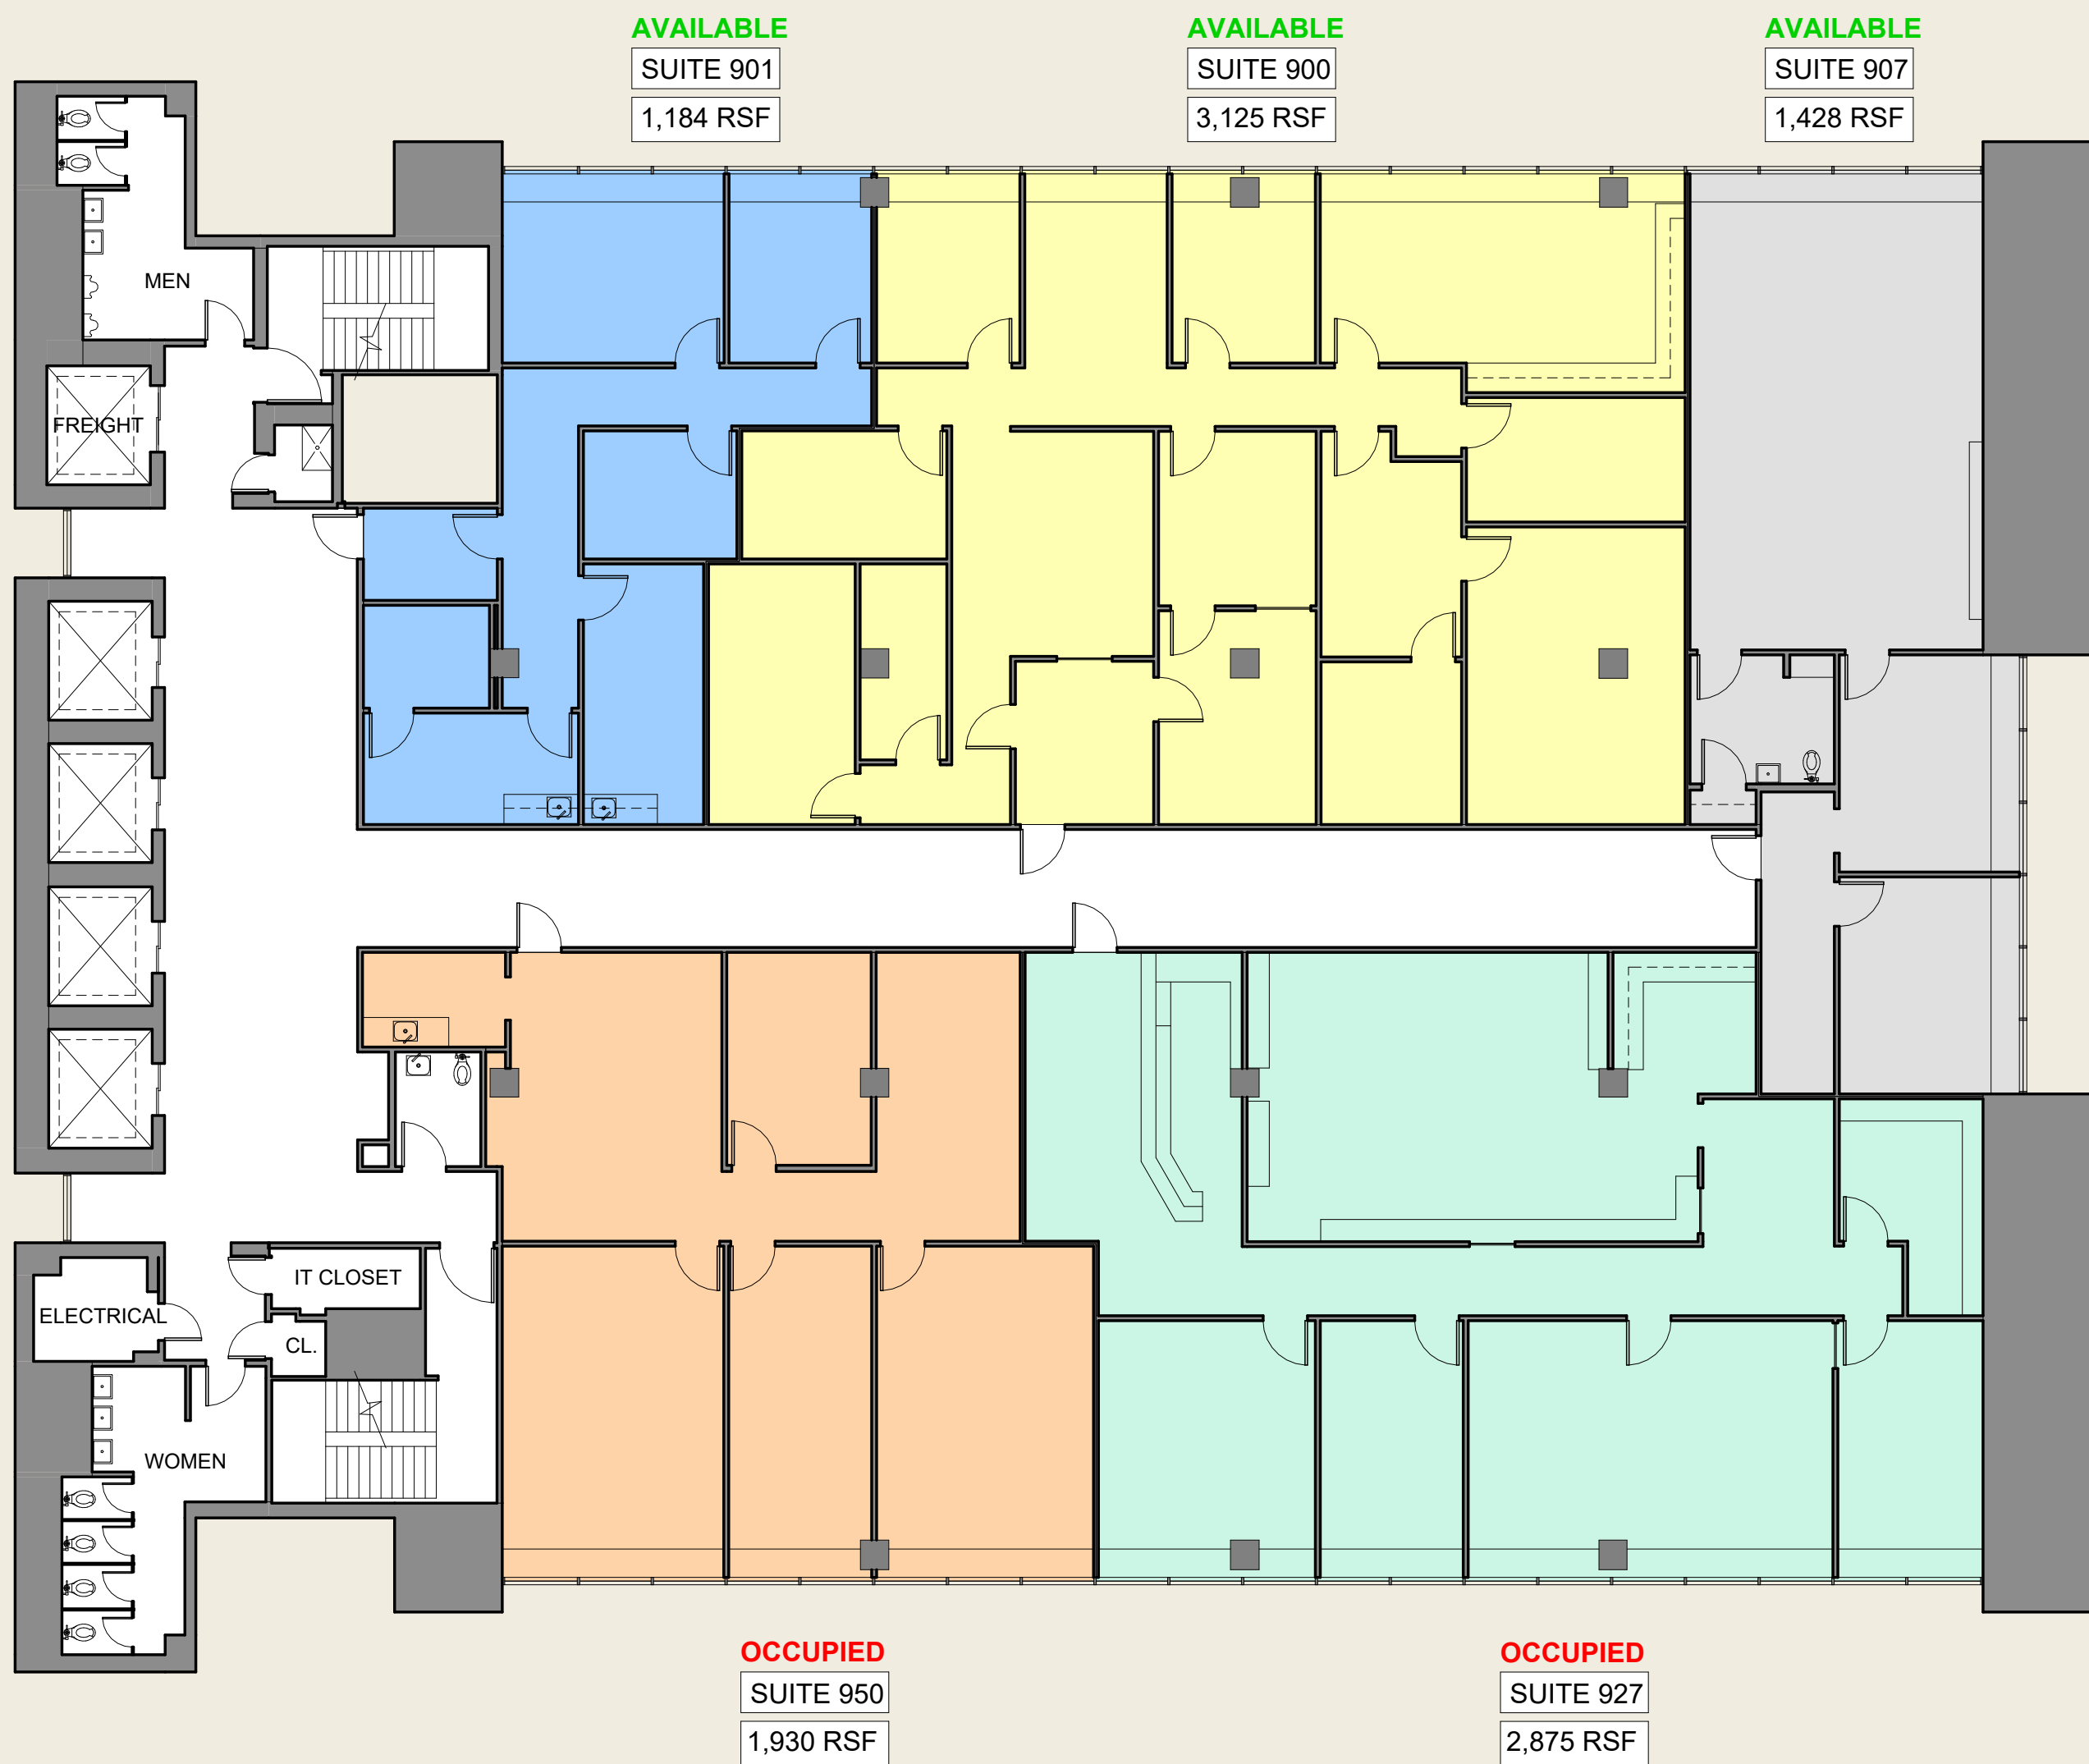 AVAILABLE
SUITE 901
1,184 RSF
AVAILABLE
SUITE 900
3,125 RSF
AVAILABLE
SUITE 907
1,428 RSF
MEN
FREIGHT
IT CLOSET
ELECTRICAL
CL.
WOMEN
OCCUPIED
SUITE 950
1,930 RSF
OCCUPIED
SUITE 927
2,875 RSF